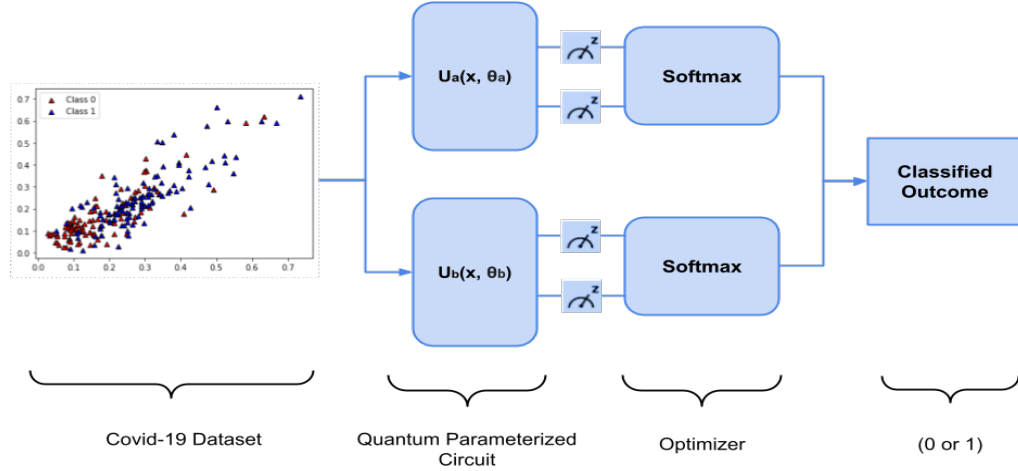 Class 0
Class 1
0.7
0.6
0.5
0.4
0.3
0.2
0.1
0.0
0.0 0.1 0.2 0.3 0.4 0.5 0.6 0.7
Uₐ(x, θₐ)
z
z
Softmax
U_b(x, θ_b)
z
z
Softmax
Classified
Outcome
Covid-19 Dataset
Quantum Parameterized
Circuit
Optimizer
(0 or 1)